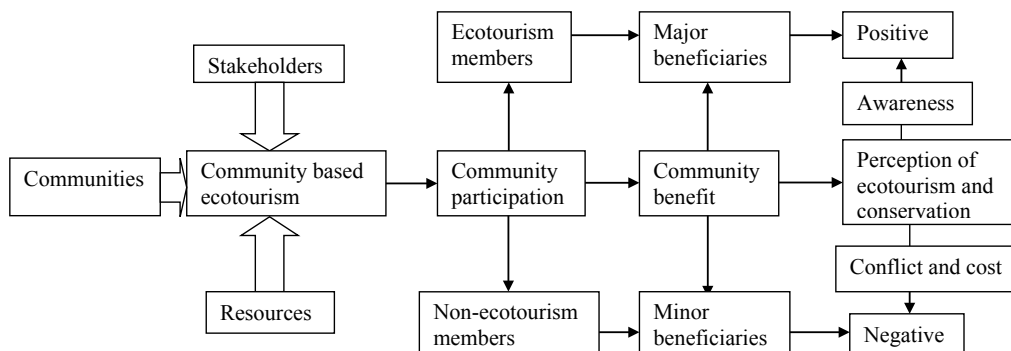 Ecotourism
members
Major
beneficiaries
Positive
Stakeholders
Awareness
Communities
Community based
ecotourism
Community
participation
Community
benefit
Perception of
ecotourism and
conservation
Conflict and cost
Resources
Non-ecotourism
members
Minor
beneficiaries
Negative